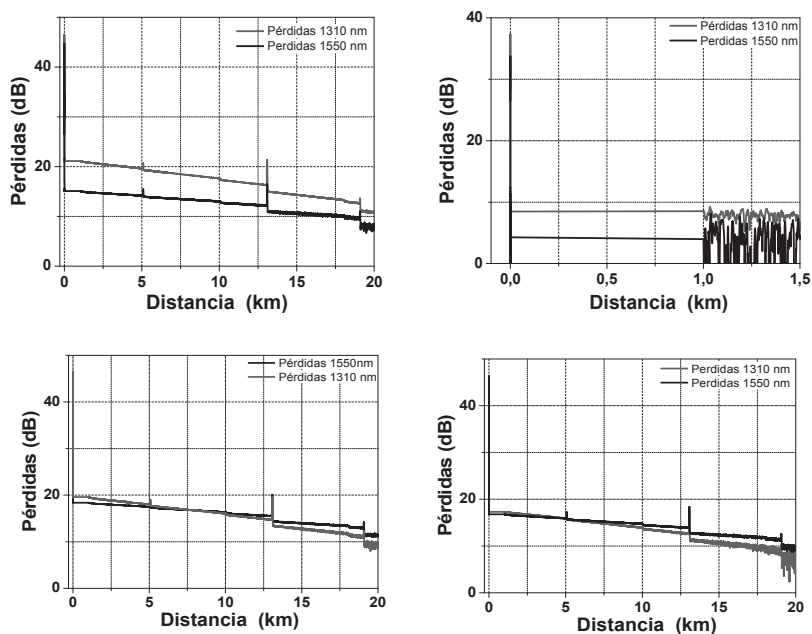 Pérdidas 1310 nm
Perdidas 1550 nm
40
20
0
Pérdidas (dB)
0 5 10 15 20
Distancia (km)
Pérdidas 1310 nm
Perdidas 1550 nm
40
20
0
Pérdidas (dB)
0,0 0,5 1,0 1,5
Distancia (km)
Pérdidas 1550nm
Pérdidas 1310 nm
40
20
0
Pérdidas (dB)
0 5 10 15 20
Distancia (km)
Perdidas 1310 nm
Perdidas 1550 nm
40
20
0
Pérdidas (dB)
0 5 10 15 20
Distancia (km)